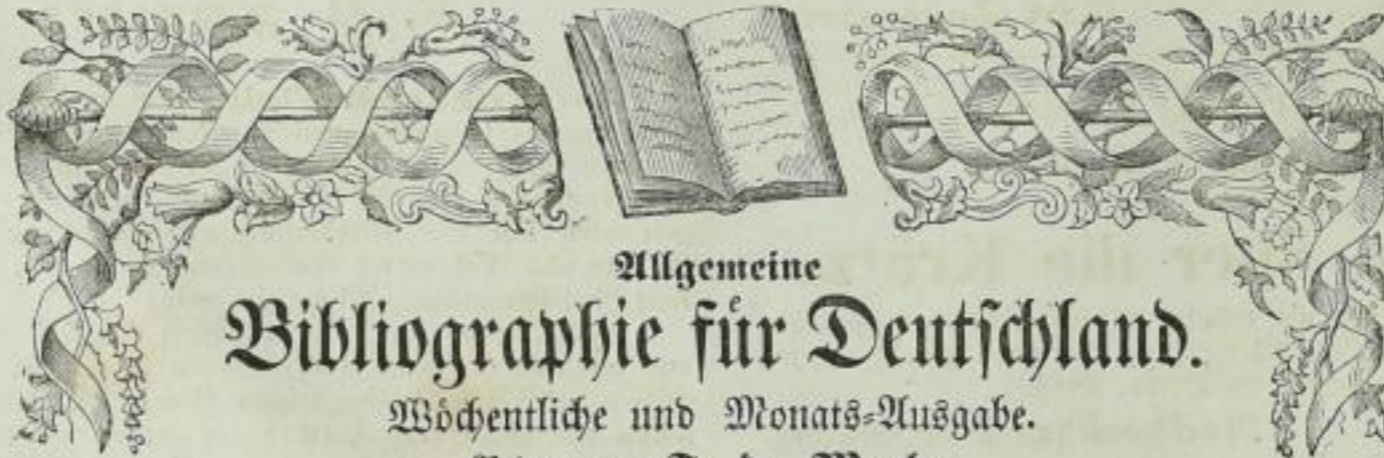 Allgemeine
Bibliographie für Deutschland.
Wöchentliche und Monats-Ausgabe.